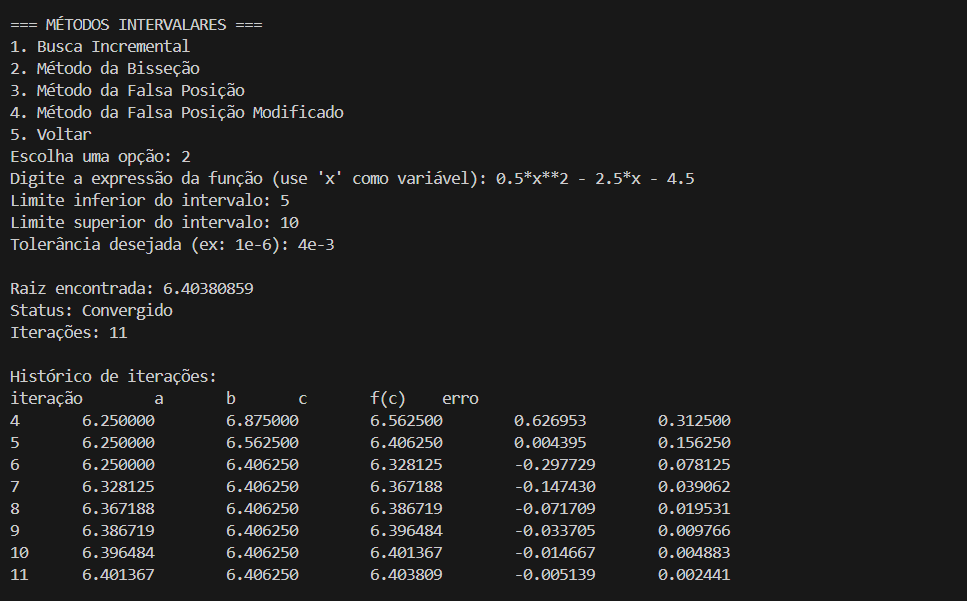 === MÉTODOS INTERVALARES ===
1. Busca Incremental
2. Método da Bisseção
3. Método da Falsa Posição
4. Método da Falsa Posição Modificado
5. Voltar
Escolha uma opção: 2
Digite a expressão da função (use 'x' como variável): 0.5*x**2 - 2.5*x - 4.5
Limite inferior do intervalo: 5
Limite superior do intervalo: 10
Tolerância desejada (ex: 1e-6): 4e-3
Raiz encontrada: 6.40380859
Status: Convergido
Iterações: 11
Histórico de iterações:
iteração a b c f(c) erro
4 6.250000 6.875000 6.562500 0.626953 0.312500
5 6.250000 6.562500 6.406250 0.004395 0.156250
6 6.250000 6.406250 6.328125 -0.297729 0.078125
7 6.328125 6.406250 6.367188 -0.147430 0.039062
8 6.367188 6.406250 6.386719 -0.071709 0.019531
9 6.386719 6.406250 6.396484 -0.033705 0.009766
10 6.396484 6.406250 6.401367 -0.014667 0.004883
11 6.401367 6.406250 6.403809 -0.005139 0.002441